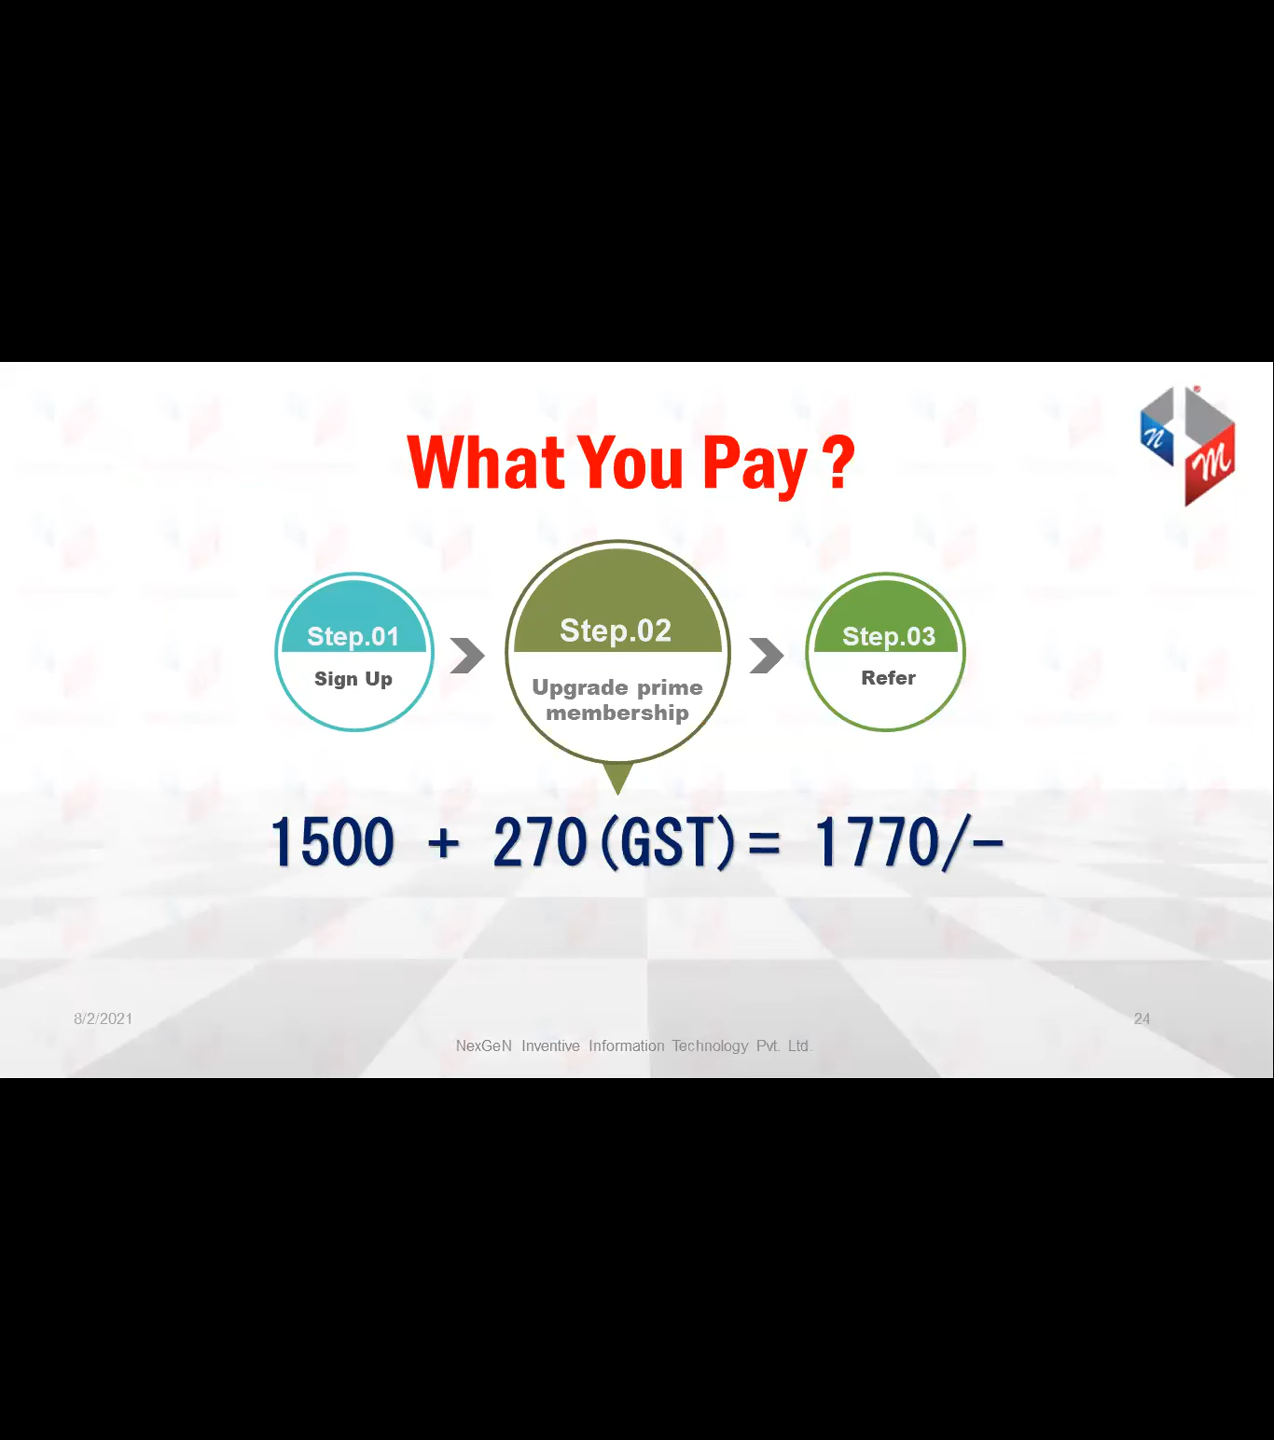 What You Pay ?
n
m
®
Step.01
Sign Up
Step.02
Upgrade prime
membership
Step.03
Refer
1500 + 270(GST)= 1770/-
8/2/2021
24
NexGeN Inventive Information Technology Pvt. Ltd.